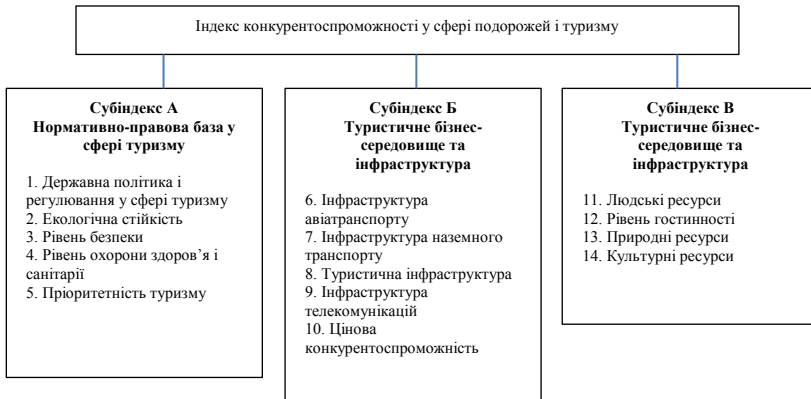 Індекс конкурентоспроможності у сфері подорожей і туризму
Субіндекс А
Нормативно-правова база у
сфері туризму
1. Державна політика і
регулювання у сфері туризму
2. Екологічна стійкість
3. Рівень безпеки
4. Рівень охорони здоров’я і
санітарії
5. Пріоритетність туризму
Субіндекс Б
Туристичне бізнес-
середовище та
інфраструктура
6. Інфраструктура
авіатранспорту
7. Інфраструктура наземного
транспорту
8. Туристична інфраструктура
9. Інфраструктура
телекомунікацій
10. Цінова
конкурентоспроможність
Субіндекс В
Туристичне бізнес-
середовище та
інфраструктура
11. Людські ресурси
12. Рівень гостинності
13. Природні ресурси
14. Культурні ресурси